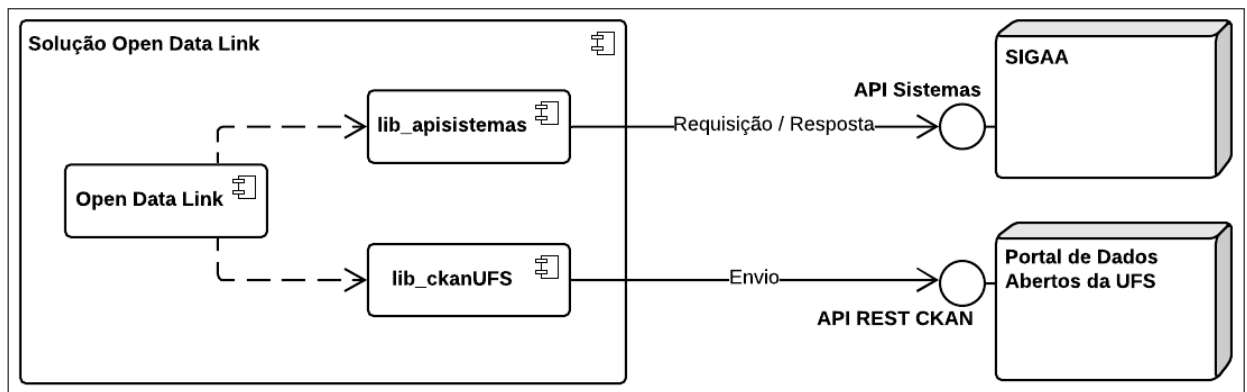 Solução Open Data Link
SIGAA
API Sistemas
lib_apisistemas
Requisição / Resposta
Open Data Link
Portal de Dados
Abertos da UFS
lib_ckanUFS
Envio
API REST CKAN